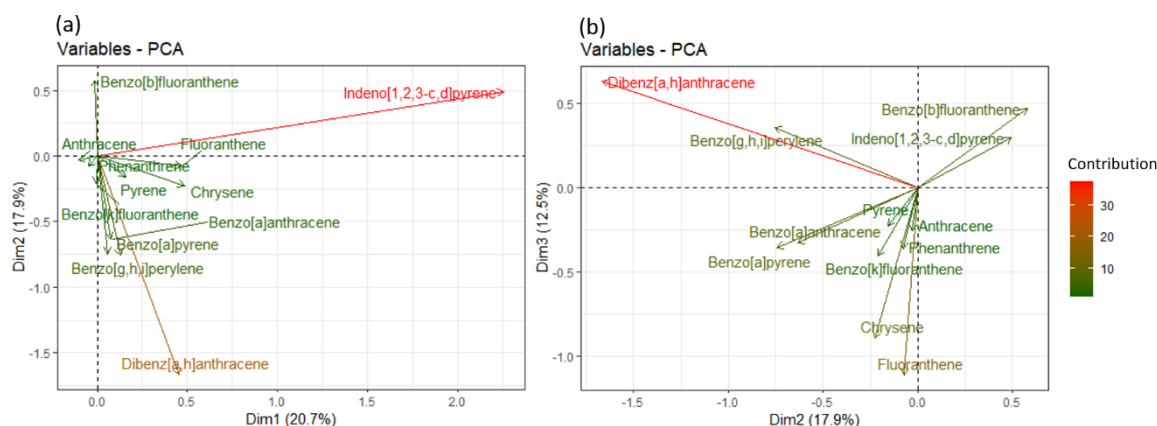 (a)
Variables - PCA
Benzo[b]fluoranthene
Indeno[1,2,3-c,d]pyrene
Anthracene
Fluoranthene
Phenanthrene
Pyrene
Chrysene
Benzo[k]fluoranthene
Benzo[a]anthracene
Benzo[a]pyrene
Benzo[g,h,i]perylene
Dibenz[a,h]anthracene
0.5
0.0
-0.5
-1.0
-1.5
Dim2 (17.9%)
0.0
0.5
1.0
1.5
2.0
Dim1 (20.7%)
(b)
Variables - PCA
Dibenz[a,h]anthracene
Benzo[b]fluoranthene
Benzo[g,h,i]perylene
Indeno[1,2,3-c,d]pyrene
Pyrene
Anthracene
Benzo[a]anthracene
Phenanthrene
Benzo[a]pyrene
Benzo[k]fluoranthene
Chrysene
Fluoranthene
0.5
0.0
-0.5
-1.0
Dim3 (12.5%)
-1.5
-1.0
-0.5
0.0
0.5
Dim2 (17.9%)
Contribution
30
20
10